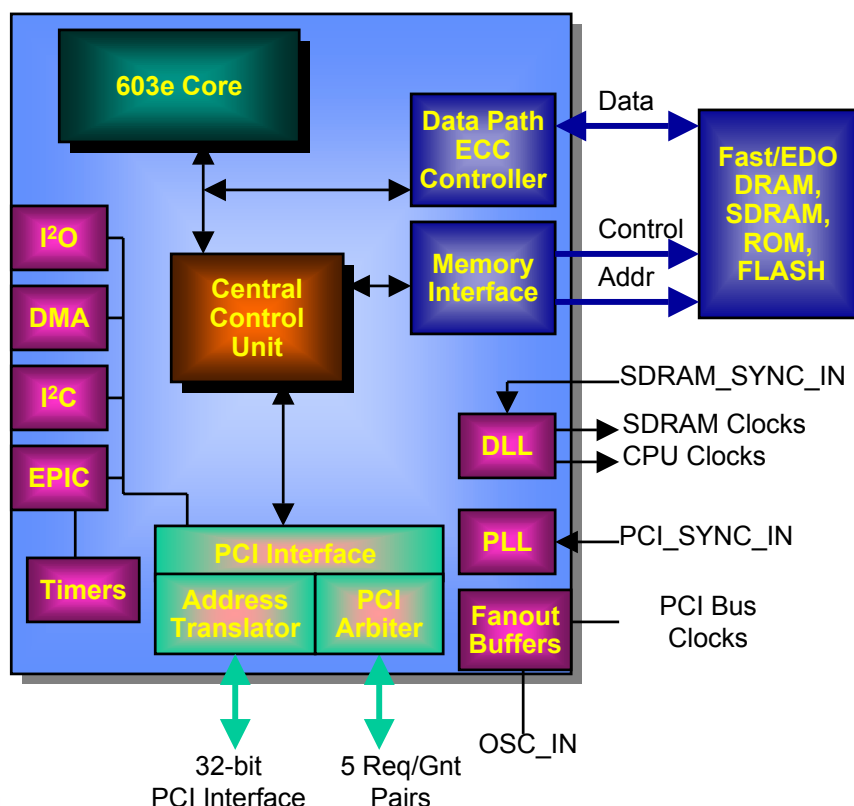 603e Core
Data Path
ECC
Controller
Data
Fast/EDO
DRAM,
SDRAM,
ROM,
FLASH
I²O
Central
Control
Unit
Memory
Interface
Control
Addr
DMA
I²C
EPIC
Timers
DLL
SDRAM_SYNC_IN
SDRAM Clocks
CPU Clocks
PLL
PCI_SYNC_IN
PCI Interface
Address
Translator
PCI
Arbiter
Fanout
Buffers
PCI Bus
Clocks
OSC_IN
32-bit
PCI Interface
5 Req/Gnt
Pairs